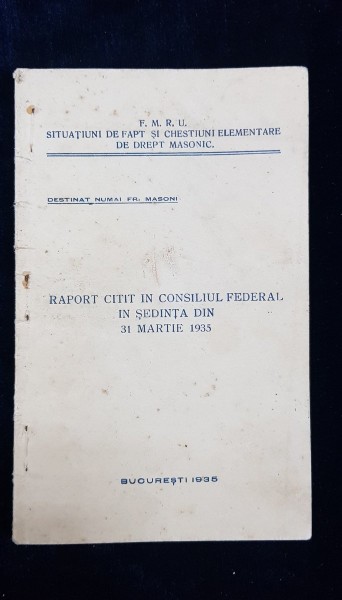 F. M. R. U.
SITUAȚIUNI DE FAPT ȘI CHESTIUNI ELEMENTARE
DE DREPT MASONIC.
DESTINAT NUMAI FR: MASONI
RAPORT CITIT IN CONSILIUL FEDERAL
IN ȘEDINȚA DIN
31 MARTIE 1935
BUCUREȘTI 1935